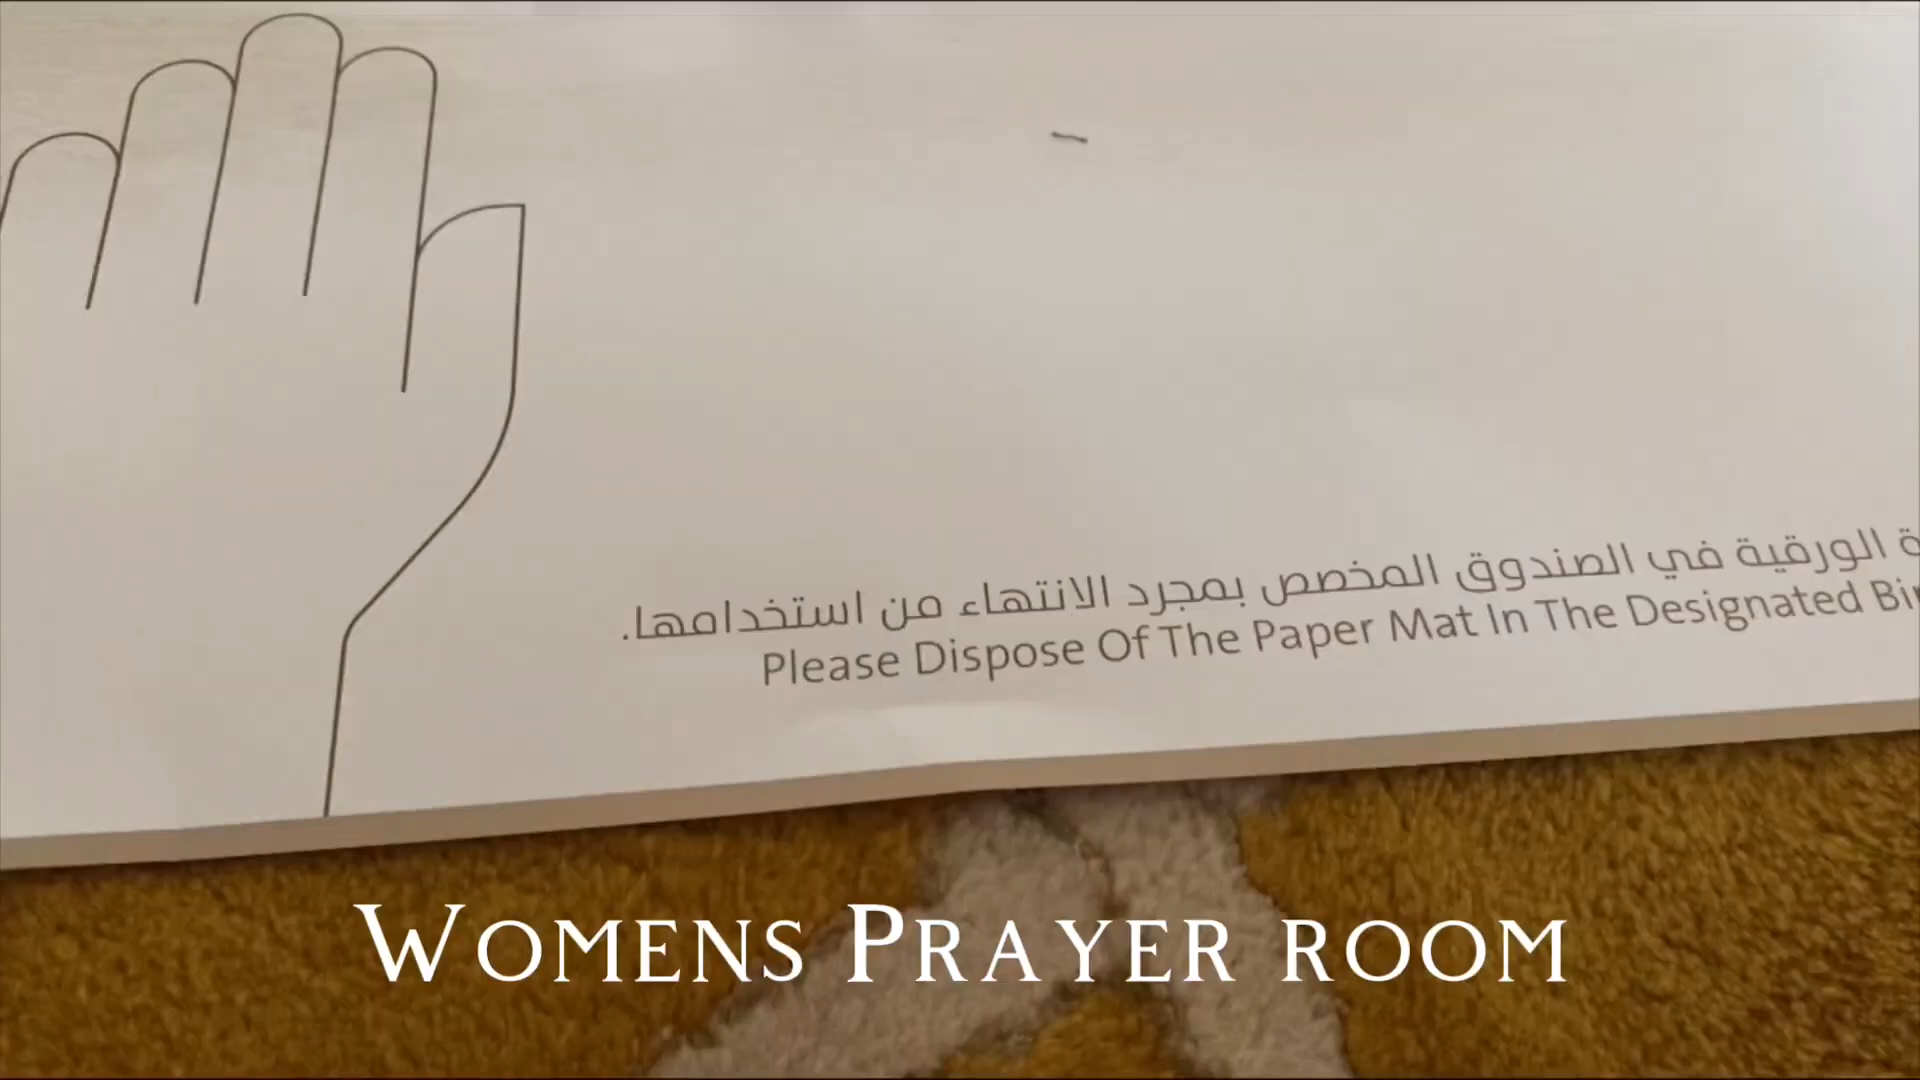 الورقية في الصندوق المخصص بمجرد الانتهاء من استخدامها.
Please Dispose Of The Paper Mat In The Designated
WOMENS PRAYER ROOM